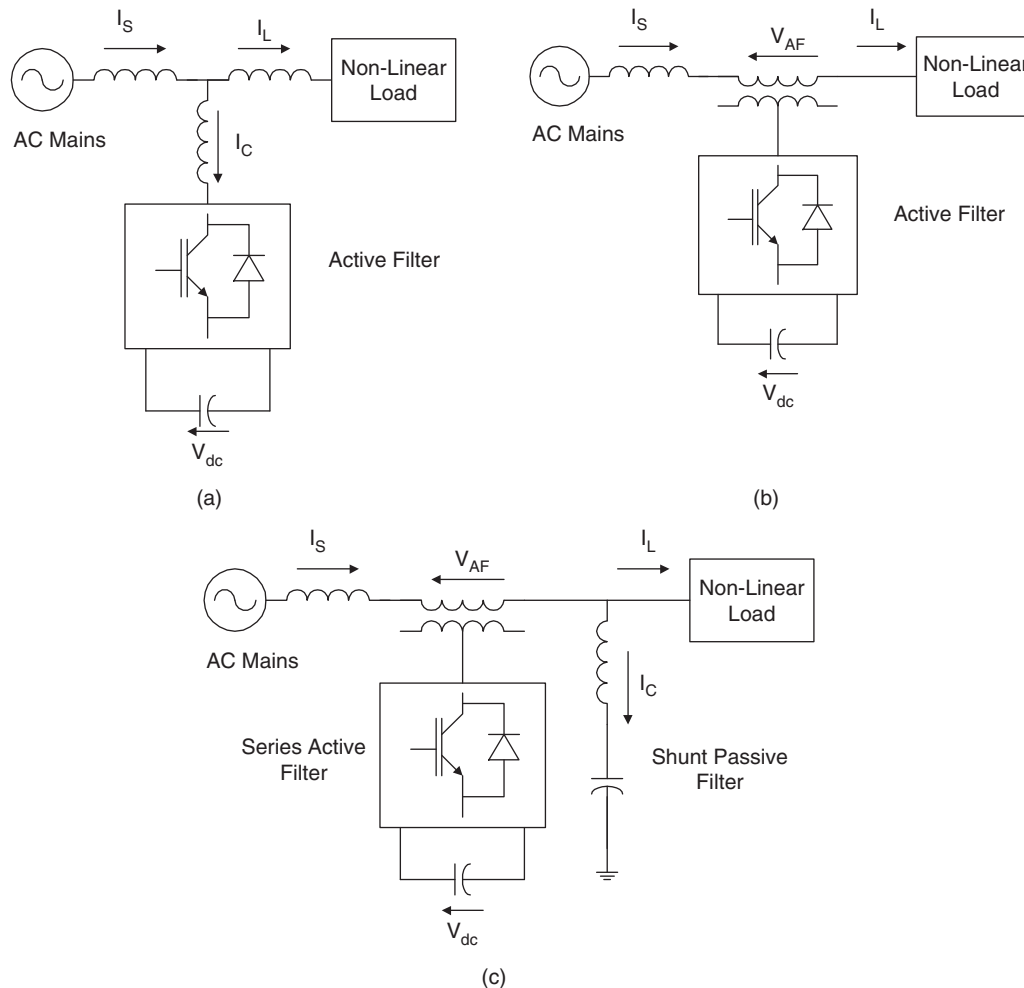 I_S
I_L
Non-Linear
Load
AC Mains
I_C
Active Filter
V_dc
(a)
I_S
V_AF
I_L
Non-Linear
Load
AC Mains
Active Filter
V_dc
(b)
I_S
V_AF
I_L
Non-Linear
Load
AC Mains
I_C
Series Active
Filter
Shunt Passive
Filter
V_dc
(c)